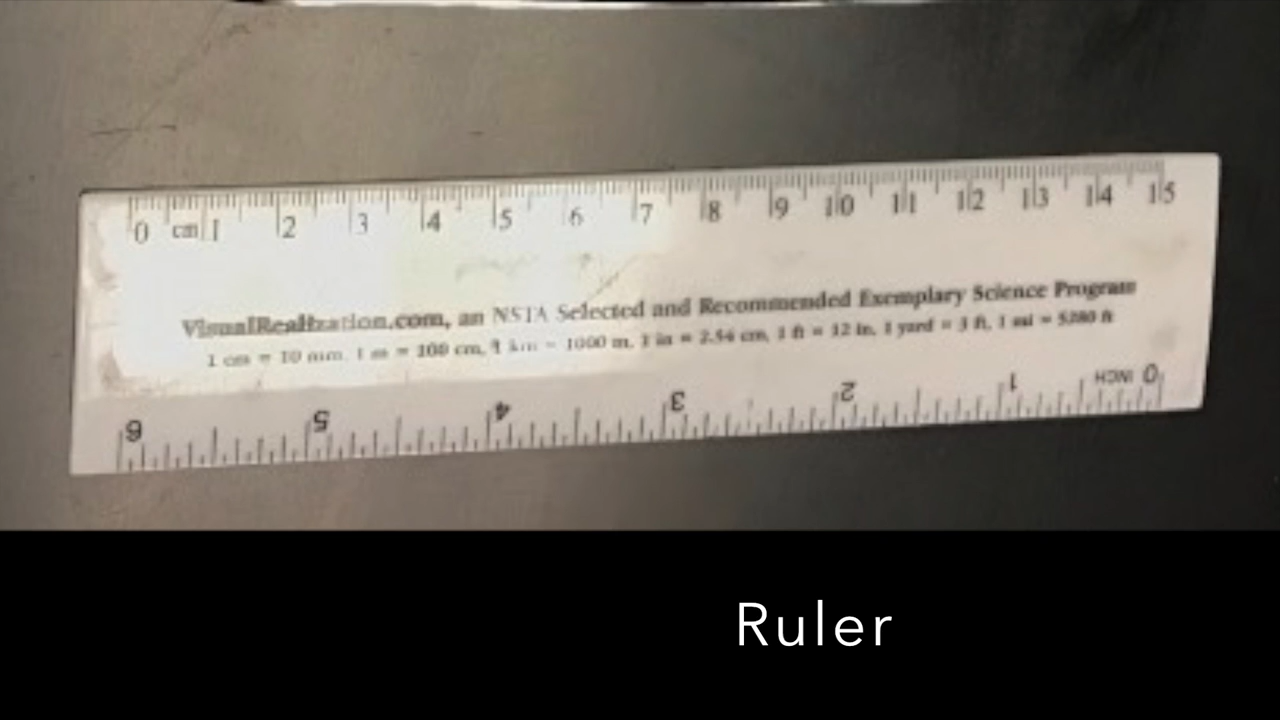 0 cm 1 2 3 4 5 6 7 8 9 10 11 12 13 14 15
VisualRealization.com, an NSTA Selected and Recommended Exemplary Science Program
1 cm = 10 mm, 1 m = 100 cm, 1 km = 1000 m, 1 in = 2.54 cm, 1 ft = 12 in, 1 yard = 3 ft, 1 mi = 5280 ft
6 5 4 3 2 1 INCH 0
Ruler